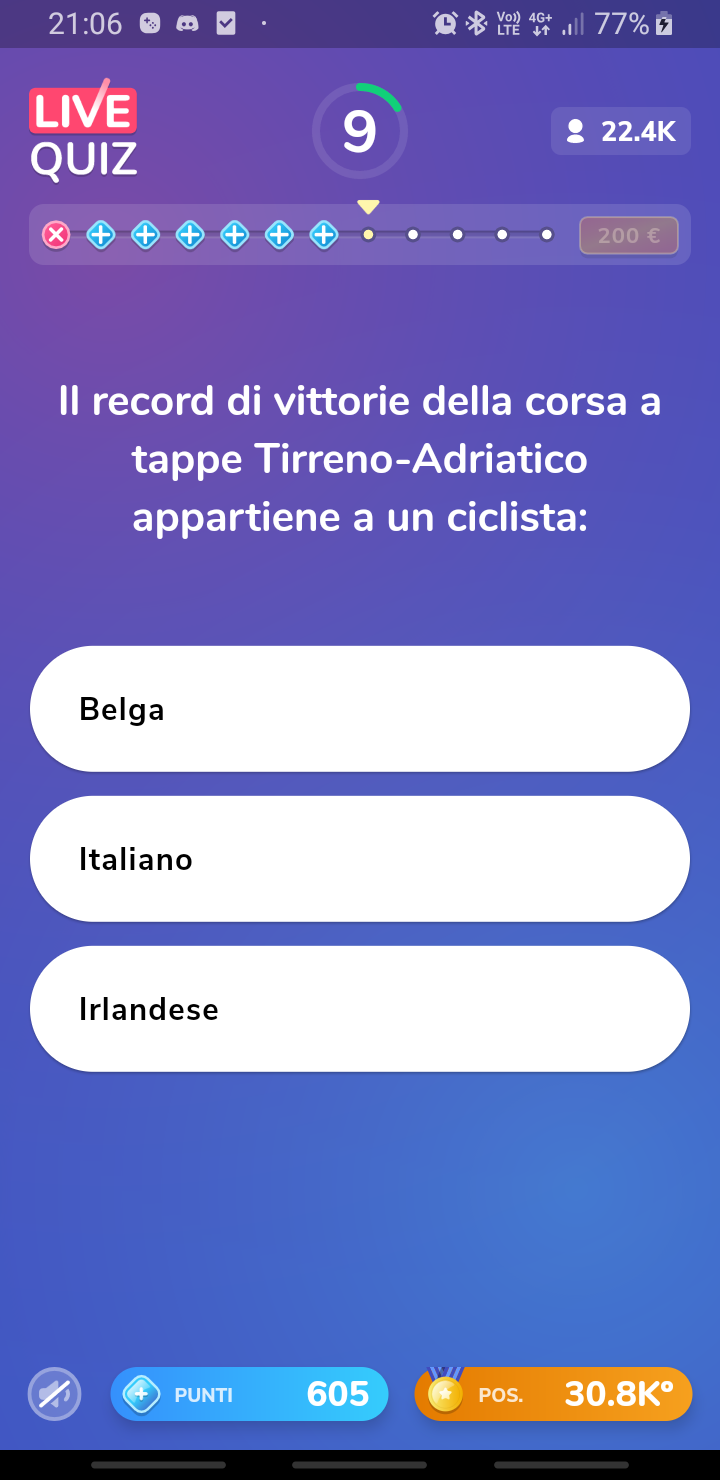 21:06
Vo)) LTE 4G+ 77%
LIVE
QUIZ
9
22.4K
200 €
Il record di vittorie della corsa a
tappe Tirreno-Adriatico
appartiene a un ciclista:
Belga
Italiano
Irlandese
PUNTI 605
POS. 30.8Kº